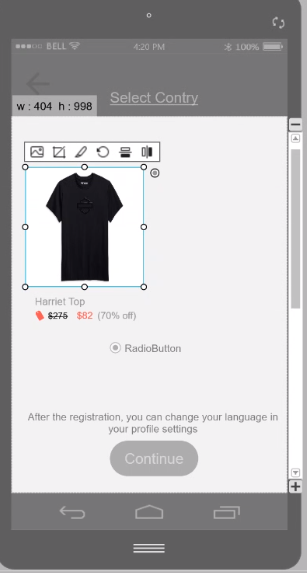 BELL 4:20 PM 100%
w : 404 h : 998
Select Contry
Harriet Top
$275 $82 (70% off)
RadioButton
After the registration, you can change your language in
your profile settings
Continue